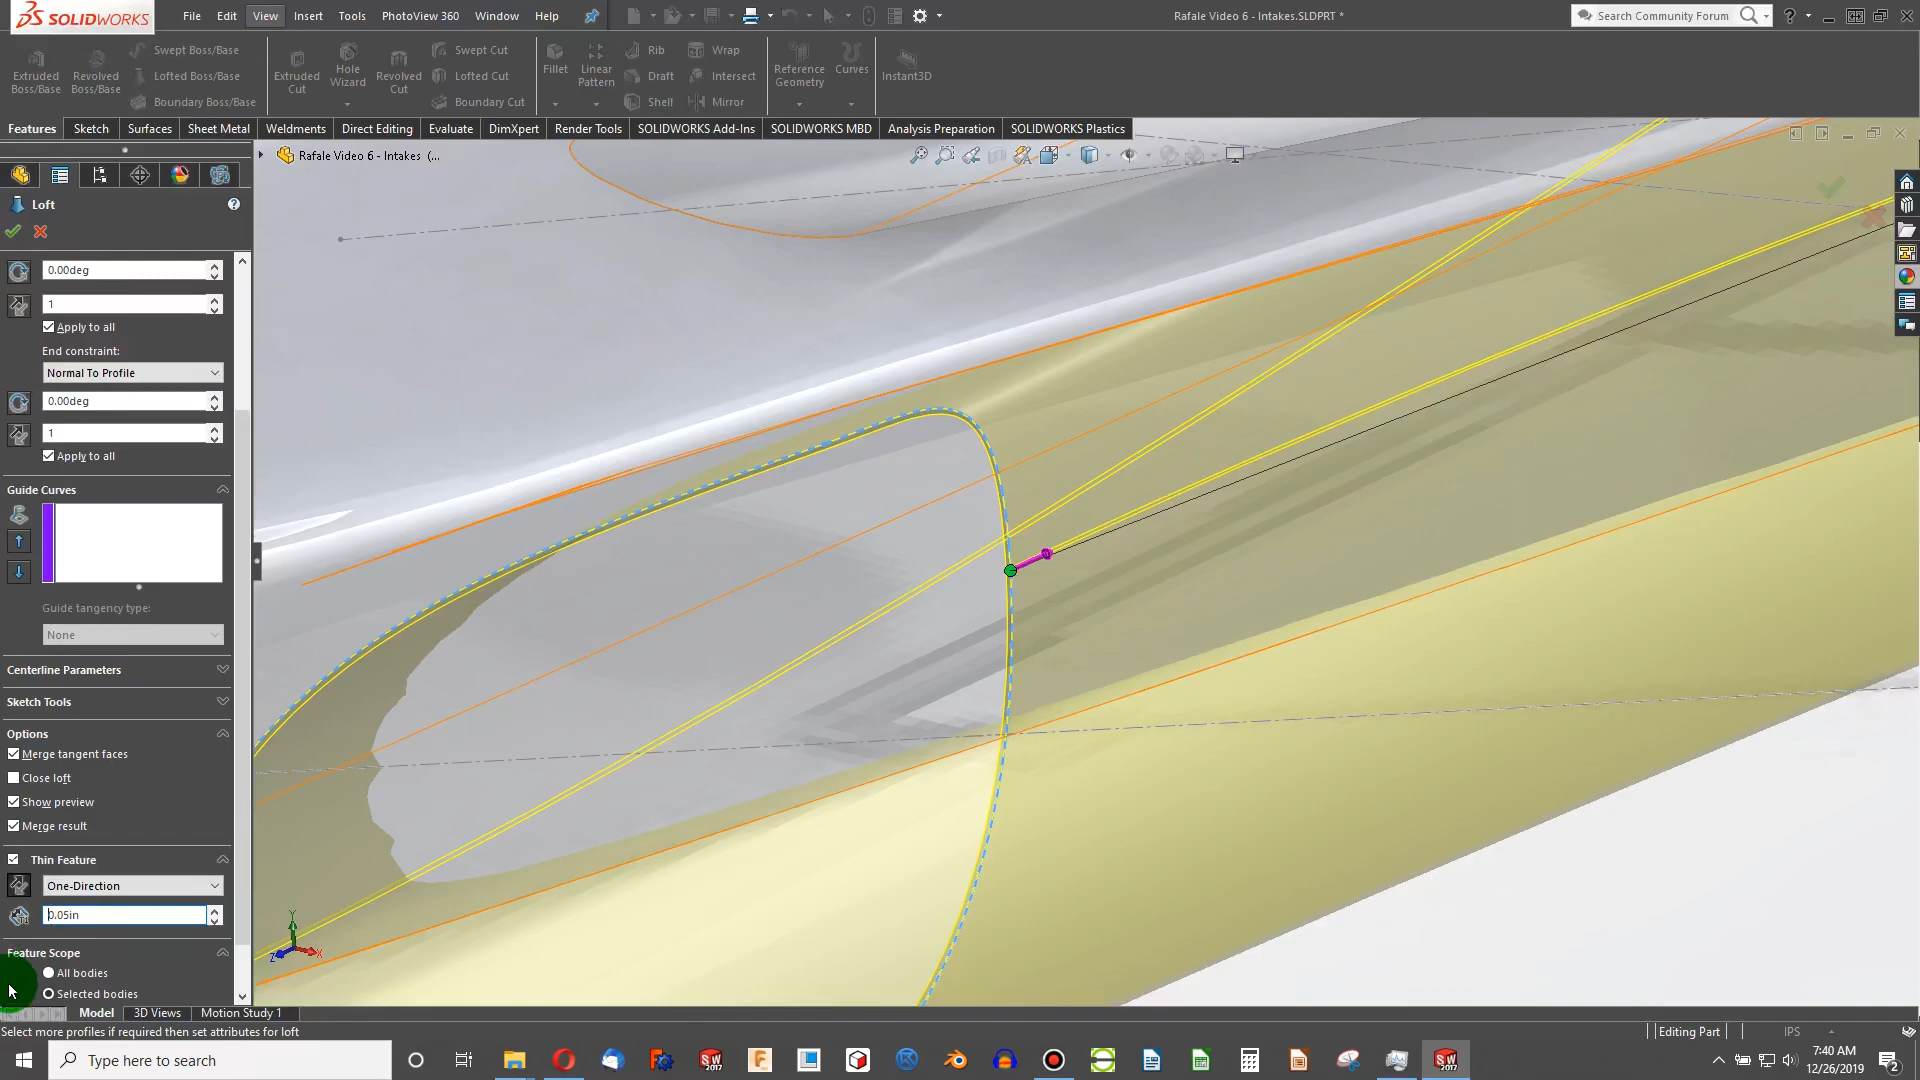 SOLIDWORKS
File Edit View Insert Tools PhotoView 360 Window Help
Rafale Video 6 - Intakes.SLDPRT *
Search Community Forum
Extruded Boss/Base
Revolved Boss/Base
Swept Boss/Base
Lofted Boss/Base
Boundary Boss/Base
Extruded Cut
Hole Wizard
Revolved Cut
Swept Cut
Lofted Cut
Boundary Cut
Fillet
Linear Pattern
Rib
Draft
Shell
Wrap
Intersect
Mirror
Reference Geometry
Curves
Instant3D
Features Sketch Surfaces Sheet Metal Weldments Direct Editing Evaluate DimXpert Render Tools SOLIDWORKS Add-Ins SOLIDWORKS MBD Analysis Preparation SOLIDWORKS Plastics
Rafale Video 6 - Intakes (...
Loft
0.00deg
1
Apply to all
End constraint:
Normal To Profile
0.00deg
1
Apply to all
Guide Curves
Guide tangency type:
None
Centerline Parameters
Sketch Tools
Options
Merge tangent faces
Close loft
Show preview
Merge result
Thin Feature
One-Direction
0.05in
Feature Scope
All bodies
Selected bodies
Y
X
Z
Model 3D Views Motion Study 1
Select more profiles if required then set attributes for loft
Editing Part
IPS
Type here to search
SW 2017
SW 2017
7:40 AM
12/26/2019
2